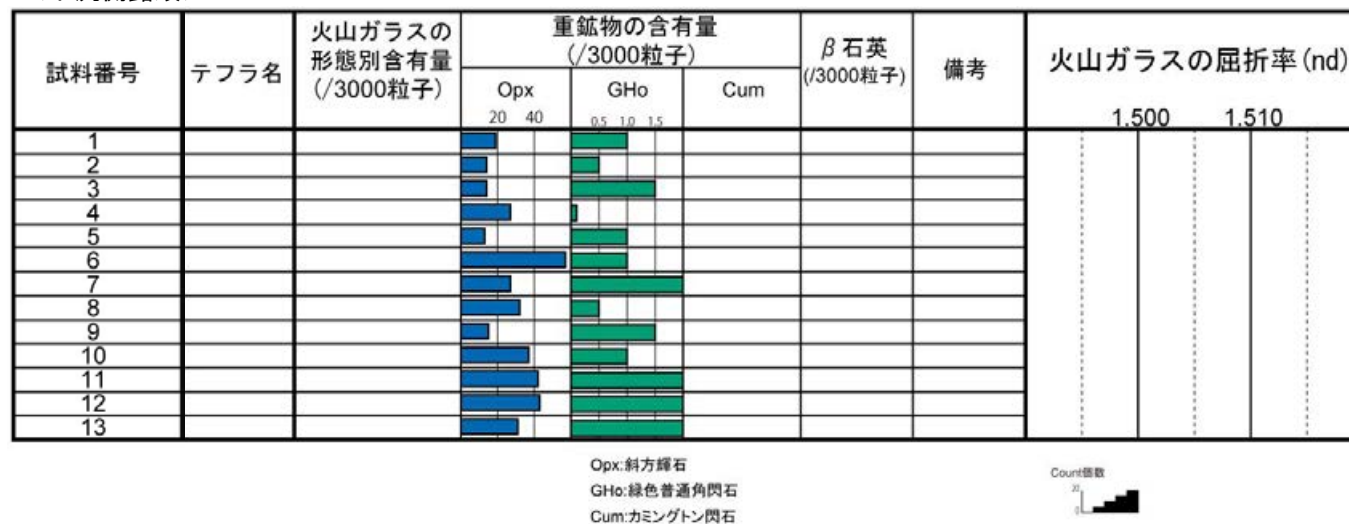 試料番号
テフラ名
火山ガラスの
形態別含有量
(/3000粒子)
重鉱物の含有量
(/3000粒子)
Opx
20 40
GHo
0.5 1.0 1.5
Cum
β石英
(/3000粒子)
備考
火山ガラスの屈折率(nd)
1.500 1.510
1
2
3
4
5
6
7
8
9
10
11
12
13
Opx:斜方輝石
GHo:緑色普通角閃石
Cum:カミングトン閃石
Count個数
20
0